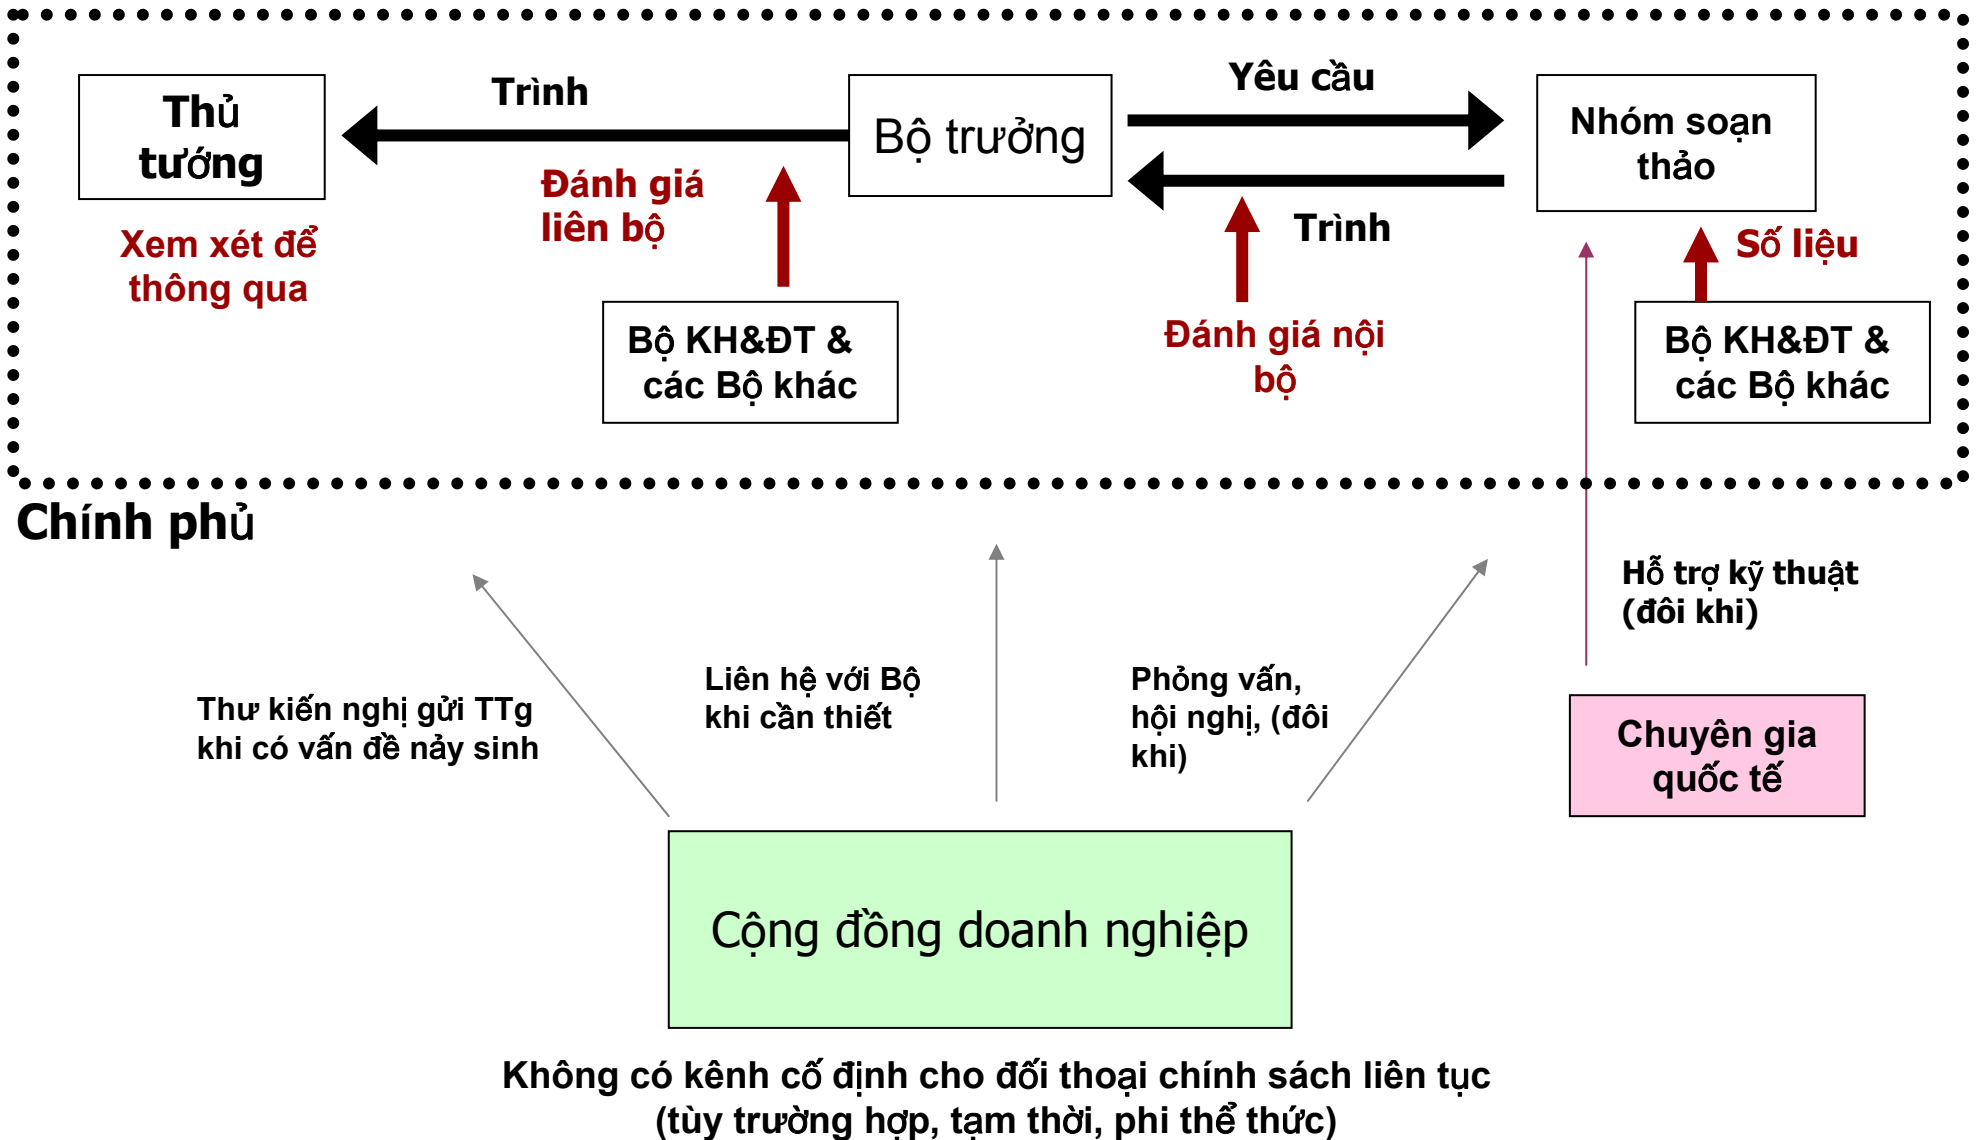 Thủ
tướng
Trình
Bộ trưởng
Yêu cầu
Nhóm soạn
thảo
Đánh giá
liên bộ
Trình
Số liệu
Xem xét để
thông qua
Bộ KH&ĐT &
các Bộ khác
Đánh giá nội
bộ
Bộ KH&ĐT &
các Bộ khác
Chính phủ
Hỗ trợ kỹ thuật
(đôi khi)
Thư kiến nghị gửi TTg
khi có vấn đề nảy sinh
Liên hệ với Bộ
khi cần thiết
Phỏng vấn,
hội nghị, (đôi
khi)
Chuyên gia
quốc tế
Cộng đồng doanh nghiệp
Không có kênh cố định cho đối thoại chính sách liên tục
(tùy trường hợp, tạm thời, phi thể thức)